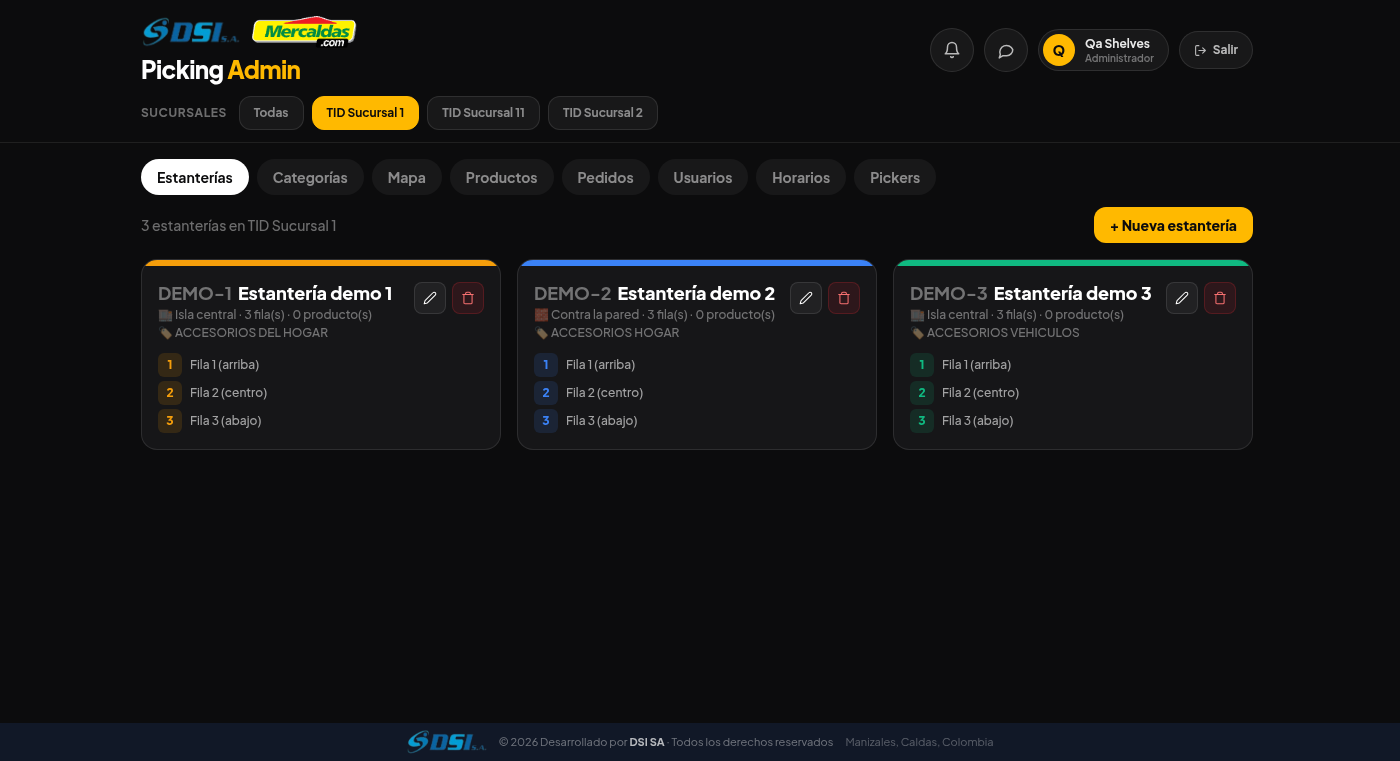 DSI S.A. Mercaldas .com
Picking Admin
Q Qa Shelves
Administrador
Salir
SUCURSALES Todas TID Sucursal 1 TID Sucursal 11 TID Sucursal 2
Estanterías Categorías Mapa Productos Pedidos Usuarios Horarios Pickers
3 estanterías en TID Sucursal 1
+ Nueva estantería
DEMO-1 Estantería demo 1
Isla central · 3 fila(s) · 0 producto(s)
ACCESORIOS DEL HOGAR
1 Fila 1 (arriba)
2 Fila 2 (centro)
3 Fila 3 (abajo)
DEMO-2 Estantería demo 2
Contra la pared · 3 fila(s) · 0 producto(s)
ACCESORIOS HOGAR
1 Fila 1 (arriba)
2 Fila 2 (centro)
3 Fila 3 (abajo)
DEMO-3 Estantería demo 3
Isla central · 3 fila(s) · 0 producto(s)
ACCESORIOS VEHICULOS
1 Fila 1 (arriba)
2 Fila 2 (centro)
3 Fila 3 (abajo)
DSI S.A. © 2026 Desarrollado por DSI SA · Todos los derechos reservados Manizales, Caldas, Colombia